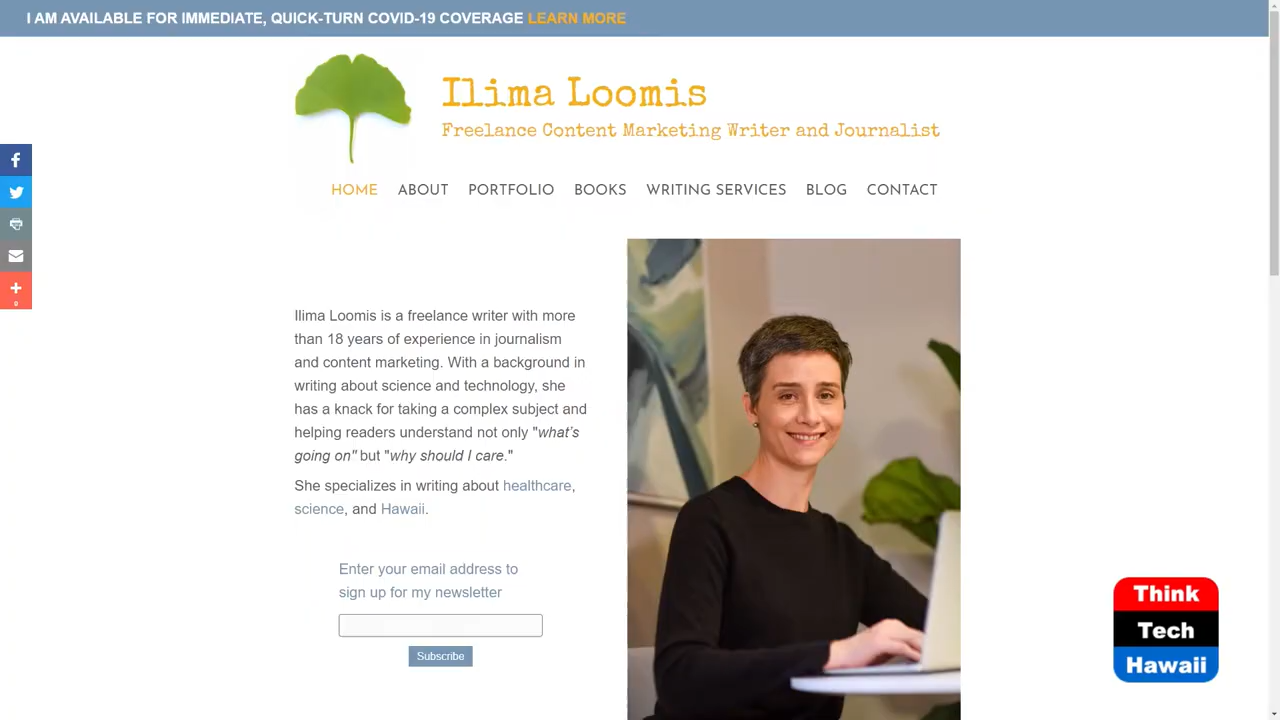 I AM AVAILABLE FOR IMMEDIATE, QUICK-TURN COVID-19 COVERAGE LEARN MORE
Ilima Loomis
Freelance Content Marketing Writer and Journalist
HOME ABOUT PORTFOLIO BOOKS WRITING SERVICES BLOG CONTACT
0
Ilima Loomis is a freelance writer with more
than 18 years of experience in journalism
and content marketing. With a background in
writing about science and technology, she
has a knack for taking a complex subject and
helping readers understand not only "what's
going on" but "why should I care."
She specializes in writing about healthcare,
science, and Hawaii.
Enter your email address to
sign up for my newsletter
Subscribe
Think
Tech
Hawaii